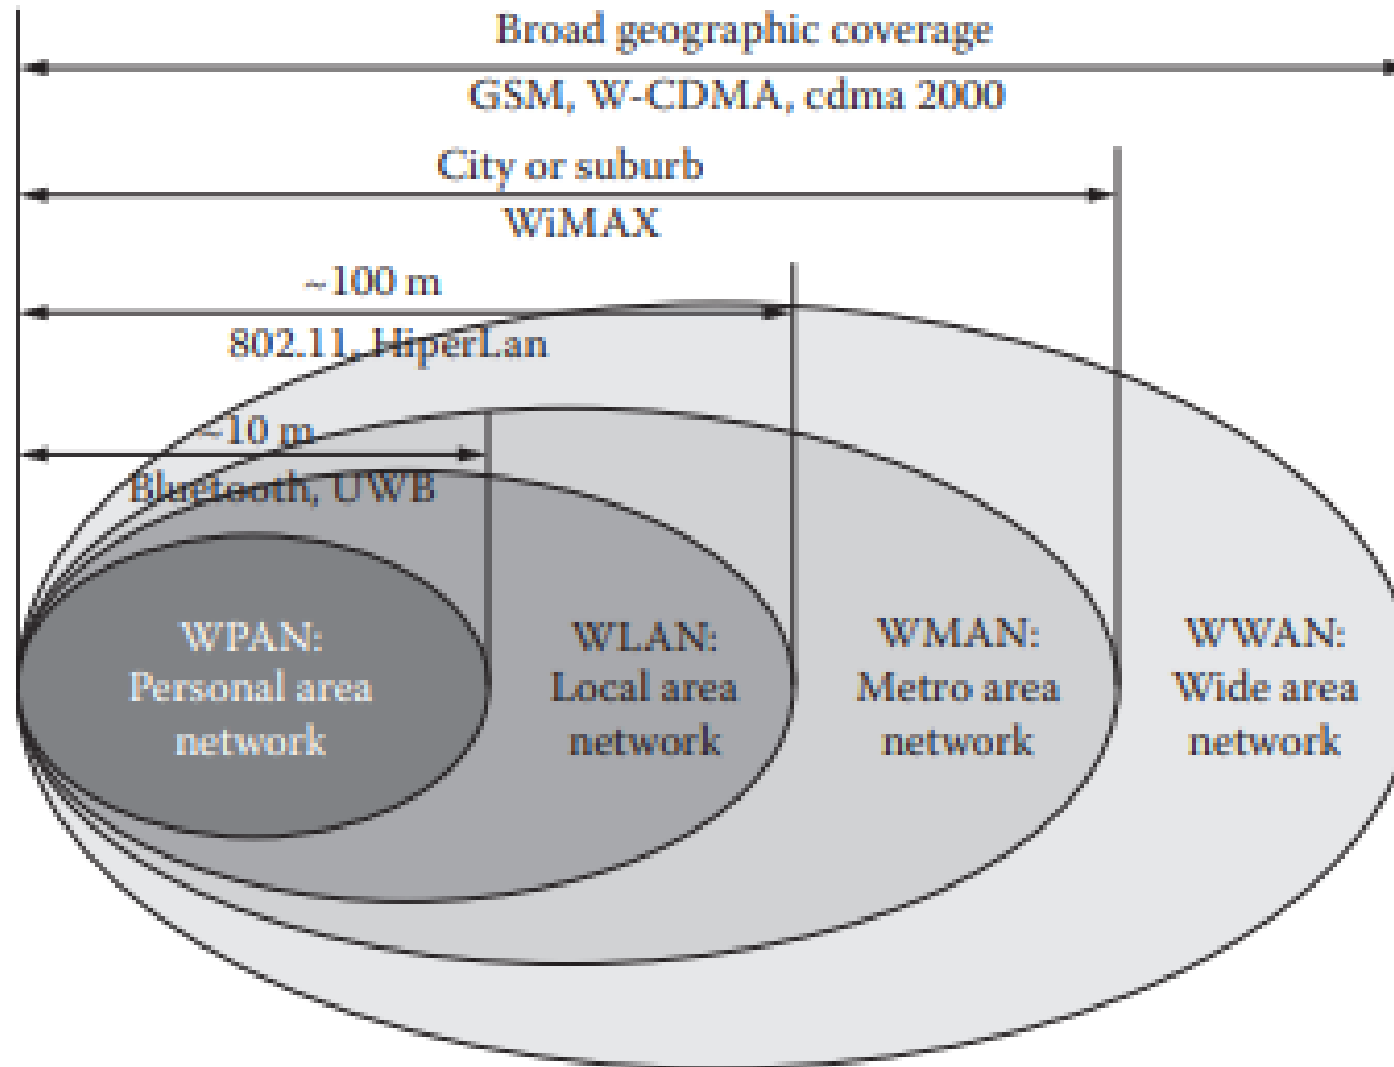 Broad geographic coverage
GSM, W-CDMA, cdma 2000
City or suburb
WiMAX
~100 m
802.11, HiperLan
~10 m
Bluetooth, UWB
WPAN:
Personal area
network
WLAN:
Local area
network
WMAN:
Metro area
network
WWAN:
Wide area
network